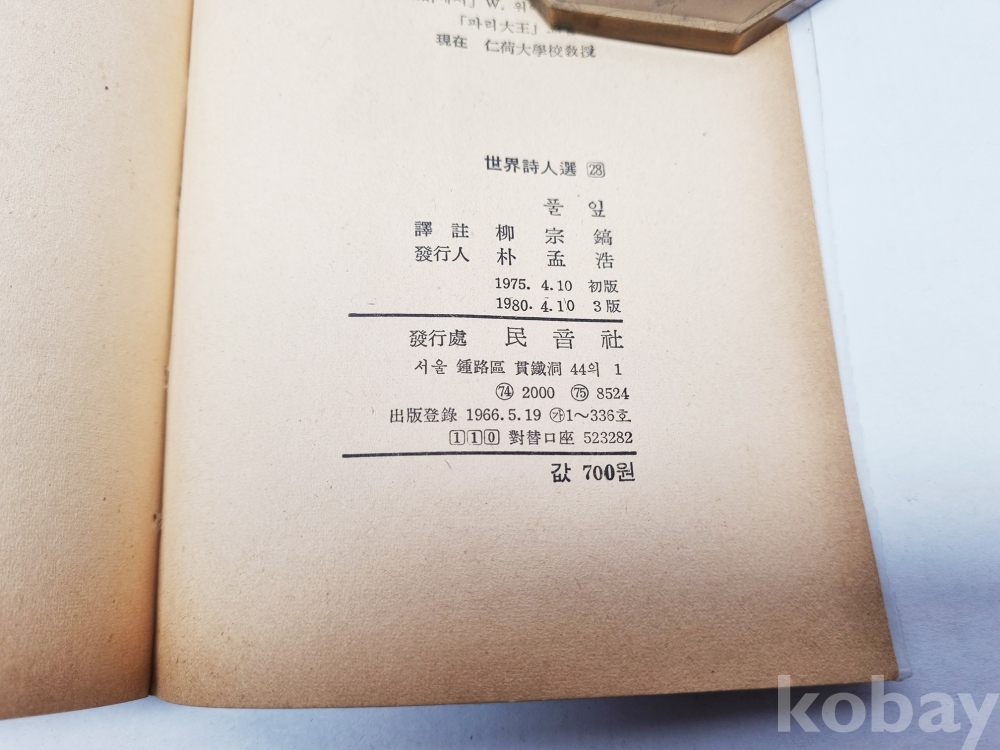 W. 위
「파리大王」
現在 仁荷大學校敎授
世界詩人選 28
풀잎
譯註 柳宗鎬
發行人 朴孟浩
1975. 4.10 初版
1980. 4.10 3版
發行處 民音社
서울 鍾路區 貫鐵洞 44의 1
㉔ 2000 ㉕ 8524
出版登錄 1966.5.19 ㉮1～336호
110 對替口座 523282
값 700원
kobay